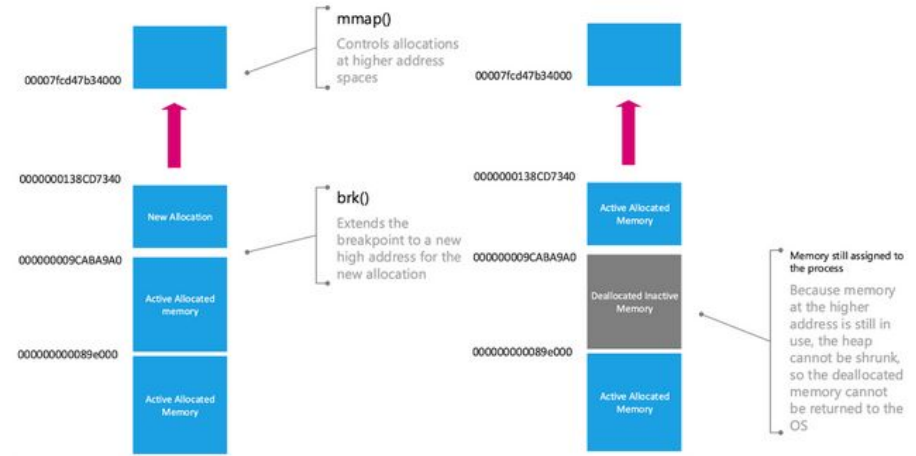 mmap()
Controls allocations
at higher address
spaces
00007fcd47b34000
0000000138CD7340
New Allocation
brk()
Extends the
breakpoint to a new
high address for the
new allocation
000000009CABA9A0
Active Allocated
memory
000000000089e000
Active Allocated
Memory
00007fcd47b34000
0000000138CD7340
Active Allocated
Memory
000000009CABA9A0
Deallocated Inactive
Memory
000000000089e000
Active Allocated
Memory
Memory still assigned to
the process
Because memory
at the higher
address is still in
use, the heap
cannot be shrunk,
so the deallocated
memory cannot
be returned to the
OS